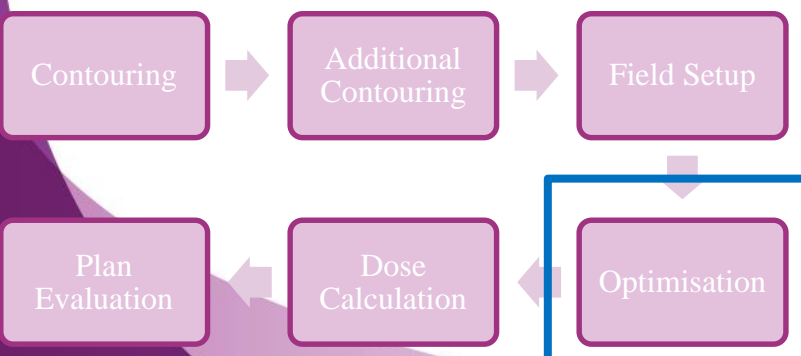 Contouring
Additional
Contouring
Field Setup
Optimisation
Dose
Calculation
Plan
Evaluation